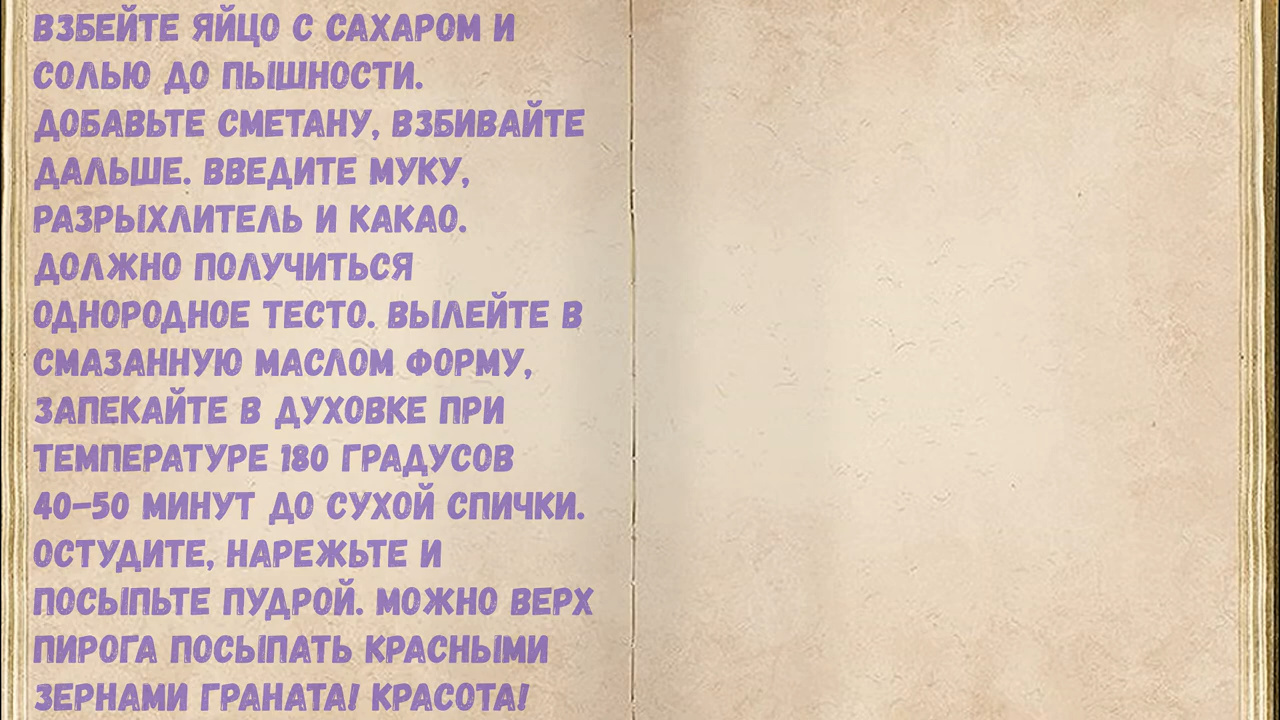 ВЗБЕЙТЕ ЯЙЦО С САХАРОМ И
СОЛЬЮ ДО ПЫШНОСТИ.
ДОБАВЬТЕ СМЕТАНУ, ВЗБИВАЙТЕ
ДАЛЬШЕ. ВВЕДИТЕ МУКУ,
РАЗРЫХЛИТЕЛЬ И КАКАО.
ДОЛЖНО ПОЛУЧИТЬСЯ
ОДНОРОДНОЕ ТЕСТО. ВЫЛЕЙТЕ В
СМАЗАННУЮ МАСЛОМ ФОРМУ,
ЗАПЕКАЙТЕ В ДУХОВКЕ ПРИ
ТЕМПЕРАТУРЕ 180 ГРАДУСОВ
40-50 МИНУТ ДО СУХОЙ СПИЧКИ.
ОСТУДИТЕ, НАРЕЖЬТЕ И
ПОСЫПЬТЕ ПУДРОЙ. МОЖНО ВЕРХ
ПИРОГА ПОСЫПАТЬ КРАСНЫМИ
ЗЕРНАМИ ГРАНАТА! КРАСОТА!